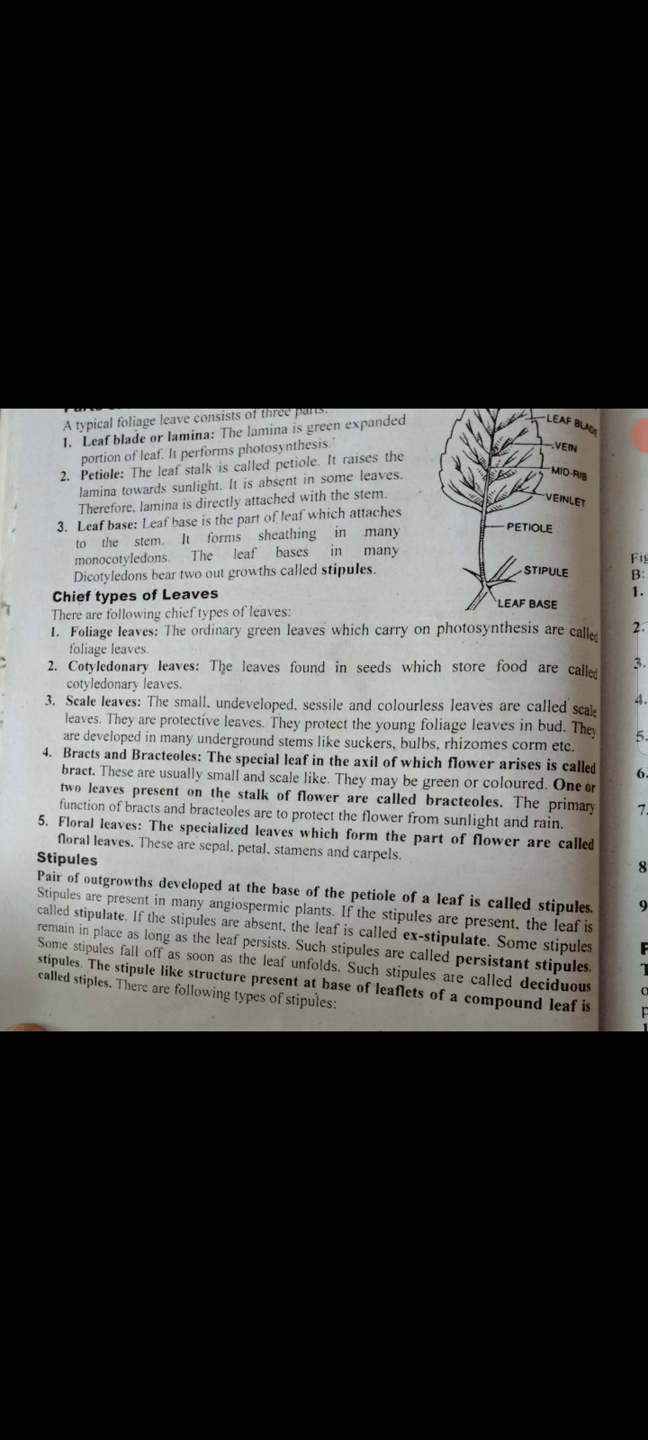 A typical foliage leave consists of three parts.
1. Leaf blade or lamina: The lamina is green expanded
portion of leaf. It performs photosynthesis.
2. Petiole: The leaf stalk is called petiole. It raises the
lamina towards sunlight. It is absent in some leaves.
Therefore, lamina is directly attached with the stem.
3. Leaf base: Leaf base is the part of leaf which attaches
to the stem. It forms sheathing in many
monocotyledons. The leaf bases in many
Dicotyledons bear two out growths called stipules.
LEAF BLADE
VEIN
MID-RIB
VEINLET
PETIOLE
STIPULE
LEAF BASE
Chief types of Leaves
There are following chief types of leaves:
1. Foliage leaves: The ordinary green leaves which carry on photosynthesis are called
foliage leaves.
2. Cotyledonary leaves: The leaves found in seeds which store food are called
cotyledonary leaves.
3. Scale leaves: The small, undeveloped, sessile and colourless leaves are called scale
leaves. They are protective leaves. They protect the young foliage leaves in bud. They
are developed in many underground stems like suckers, bulbs, rhizomes corm etc.
4. Bracts and Bracteoles: The special leaf in the axil of which flower arises is called
bract. These are usually small and scale like. They may be green or coloured. One or
two leaves present on the stalk of flower are called bracteoles. The primary
function of bracts and bracteoles are to protect the flower from sunlight and rain.
5. Floral leaves: The specialized leaves which form the part of flower are called
floral leaves. These are sepal, petal, stamens and carpels.
Stipules
Pair of outgrowths developed at the base of the petiole of a leaf is called stipules.
Stipules are present in many angiospermic plants. If the stipules are present, the leaf is
called stipulate. If the stipules are absent, the leaf is called ex-stipulate. Some stipules
remain in place as long as the leaf persists. Such stipules are called persistant stipules.
Some stipules fall off as soon as the leaf unfolds. Such stipules are called deciduous
stipules. The stipule like structure present at base of leaflets of a compound leaf is
called stiples. There are following types of stipules:
B:
1.
2.
3.
4.
5.
6.
7.
8
9